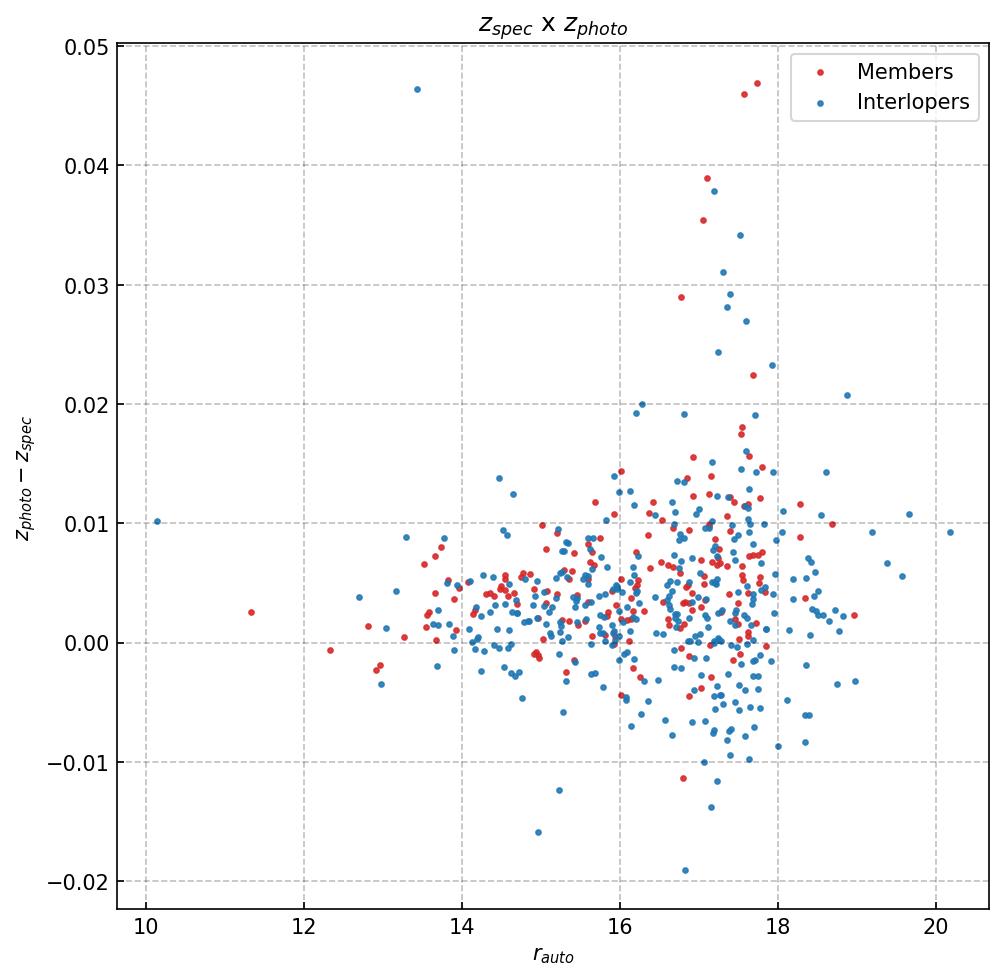 z_spec x z_photo
Members
Interlopers
z_photo − z_spec
0.05
0.04
0.03
0.02
0.01
0.00
−0.01
−0.02
10 12 14 16 18 20
r_auto